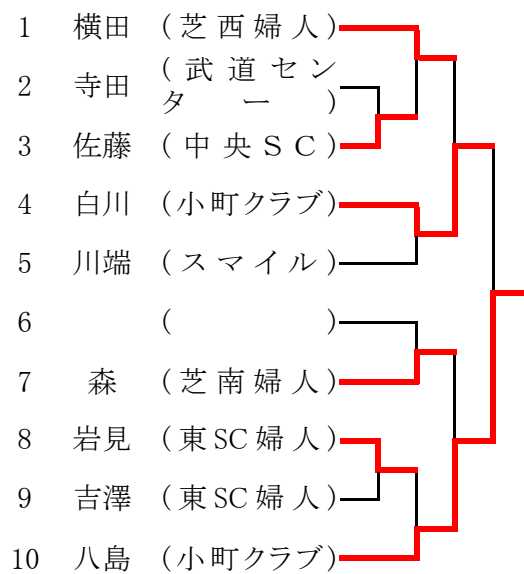 1 横田 (芝西婦人)
2 寺田 (武道セン
ター)
3 佐藤 (中央SC)
4 白川 (小町クラブ)
5 川端 (スマイル)
6 ( )
7 森 (芝南婦人)
8 岩見 (東SC婦人)
9 吉澤 (東SC婦人)
10 八島 (小町クラブ)